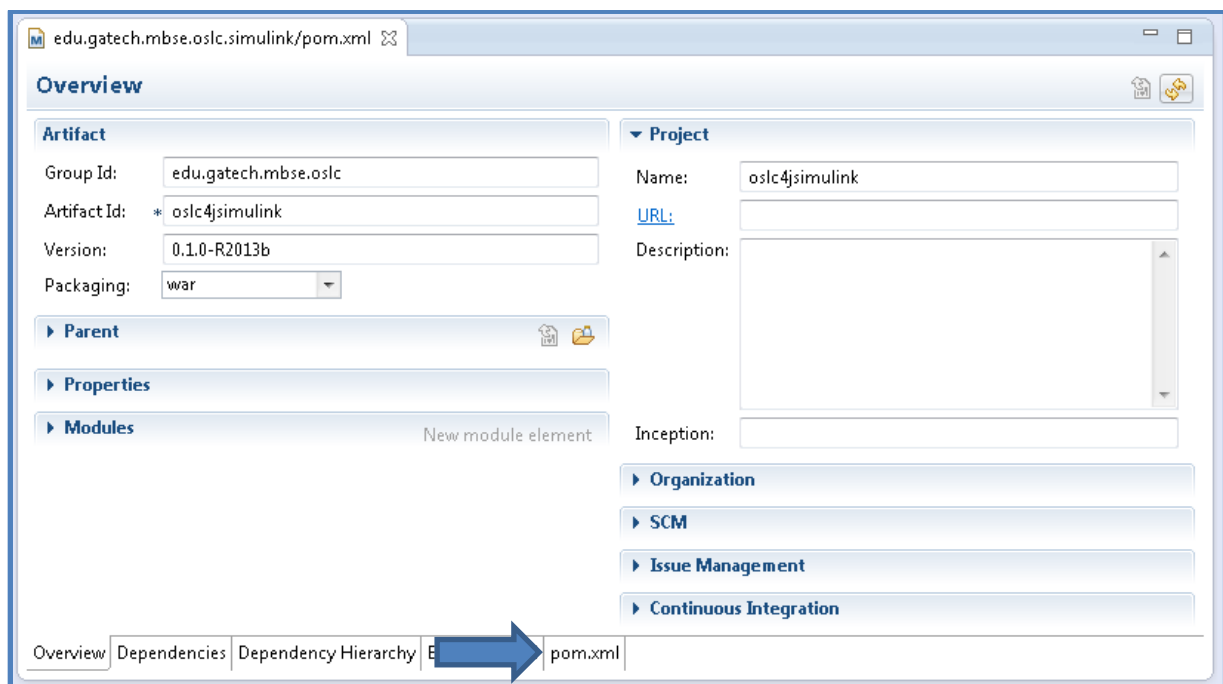 edu.gatech.mbse.oslc.simulink/pom.xml
Overview
Artifact
Group Id: edu.gatech.mbse.oslc
Artifact Id: * oslc4jsimulink
Version: 0.1.0-R2013b
Packaging: war
Parent
Properties
Modules
New module element
Project
Name: oslc4jsimulink
URL:
Description:
Inception:
Organization
SCM
Issue Management
Continuous Integration
Overview Dependencies Dependency Hierarchy pom.xml